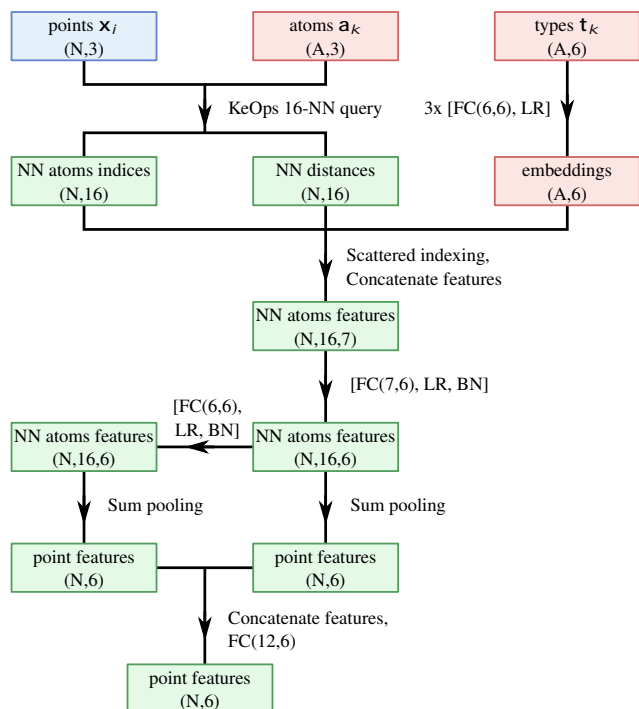 points x_i
(N,3)
atoms a_k
(A,3)
types t_k
(A,6)
KeOps 16-NN query
3x [FC(6,6), LR]
NN atoms indices
(N,16)
NN distances
(N,16)
embeddings
(A,6)
Scattered indexing,
Concatenate features
NN atoms features
(N,16,7)
[FC(7,6), LR, BN]
[FC(6,6),
LR, BN]
NN atoms features
(N,16,6)
NN atoms features
(N,16,6)
Sum pooling
Sum pooling
point features
(N,6)
point features
(N,6)
Concatenate features,
FC(12,6)
point features
(N,6)